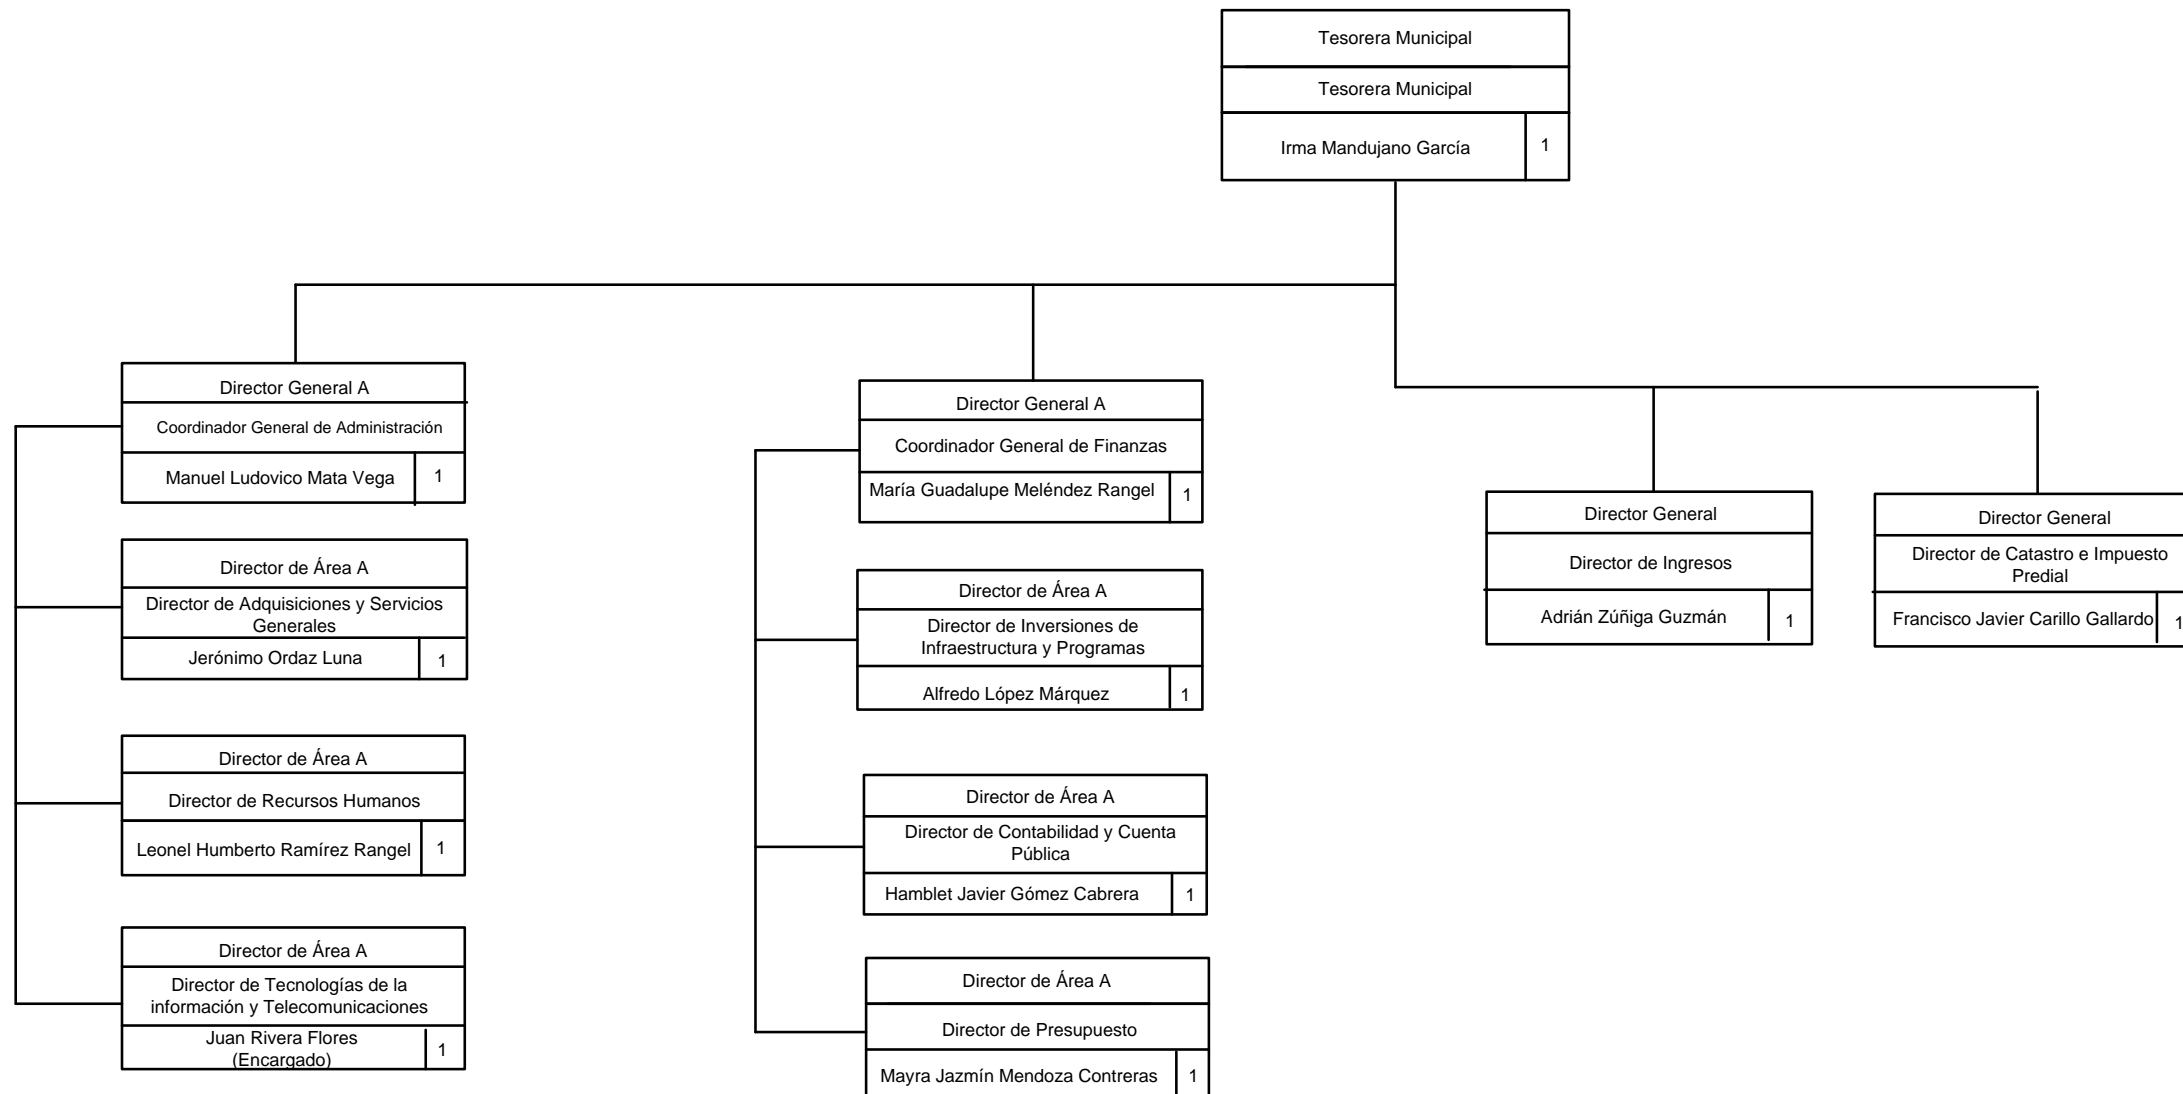 Tesorera Municipal
Tesorera Municipal
Irma Mandujano García
1
Director General A
Coordinador General de Administración
Manuel Ludovico Mata Vega
1
Director de Área A
Director de Adquisiciones y Servicios
Generales
Jerónimo Ordaz Luna
1
Director de Área A
Director de Recursos Humanos
Leonel Humberto Ramírez Rangel
1
Director de Área A
Director de Tecnologías de la
información y Telecomunicaciones
Juan Rivera Flores
(Encargado)
1
Director General A
Coordinador General de Finanzas
María Guadalupe Meléndez Rangel
1
Director de Área A
Director de Inversiones de
Infraestructura y Programas
Alfredo López Márquez
1
Director de Área A
Director de Contabilidad y Cuenta
Pública
Hamblet Javier Gómez Cabrera
1
Director de Área A
Director de Presupuesto
Mayra Jazmín Mendoza Contreras
1
Director General
Director de Ingresos
Adrián Zúñiga Guzmán
1
Director General
Director de Catastro e Impuesto
Predial
Francisco Javier Carillo Gallardo
1